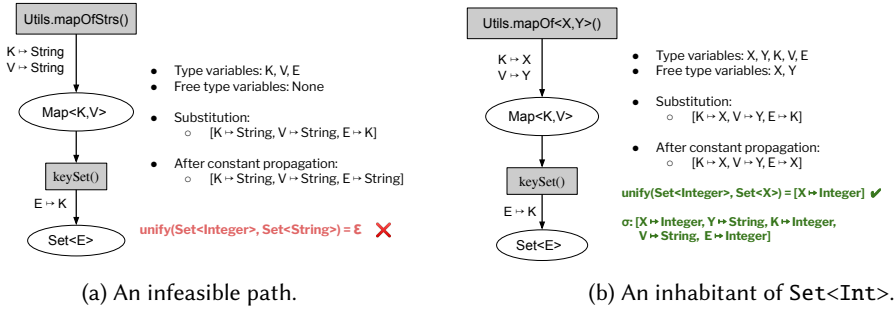 Utils.mapOfStrs()
K ↦ String
V ↦ String
Map<K,V>
keySet()
E ↦ K
Set<E>
● Type variables: K, V, E
● Free type variables: None
● Substitution:
○ [K ↦ String, V ↦ String, E ↦ K]
● After constant propagation:
○ [K ↦ String, V ↦ String, E ↦ String]
unify(Set<Integer>, Set<String>) = ε ❌
(a) An infeasible path.
Utils.mapOf<X,Y>()
K ↦ X
V ↦ Y
Map<K,V>
keySet()
E ↦ K
Set<E>
● Type variables: X, Y, K, V, E
● Free type variables: X, Y
● Substitution:
○ [K ↦ X, V ↦ Y, E ↦ K]
● After constant propagation:
○ [K ↦ X, V ↦ Y, E ↦ X]
unify(Set<Integer>, Set<X>) = [X ↦ Integer] ✔
σ: [X ↦ Integer, Y ↦ String, K ↦ Integer,
V ↦ String, E ↦ Integer]
(b) An inhabitant of Set<Int>.